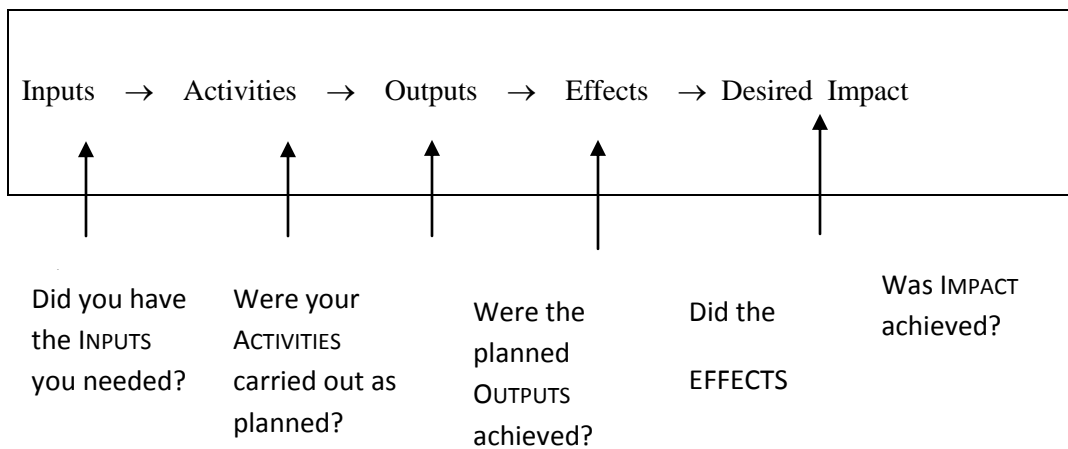 Inputs → Activities → Outputs → Effects → Desired Impact
Did you have
the INPUTS
you needed?
Were your
ACTIVITIES
carried out as
planned?
Were the
planned
OUTPUTS
achieved?
Did the
EFFECTS
Was IMPACT
achieved?